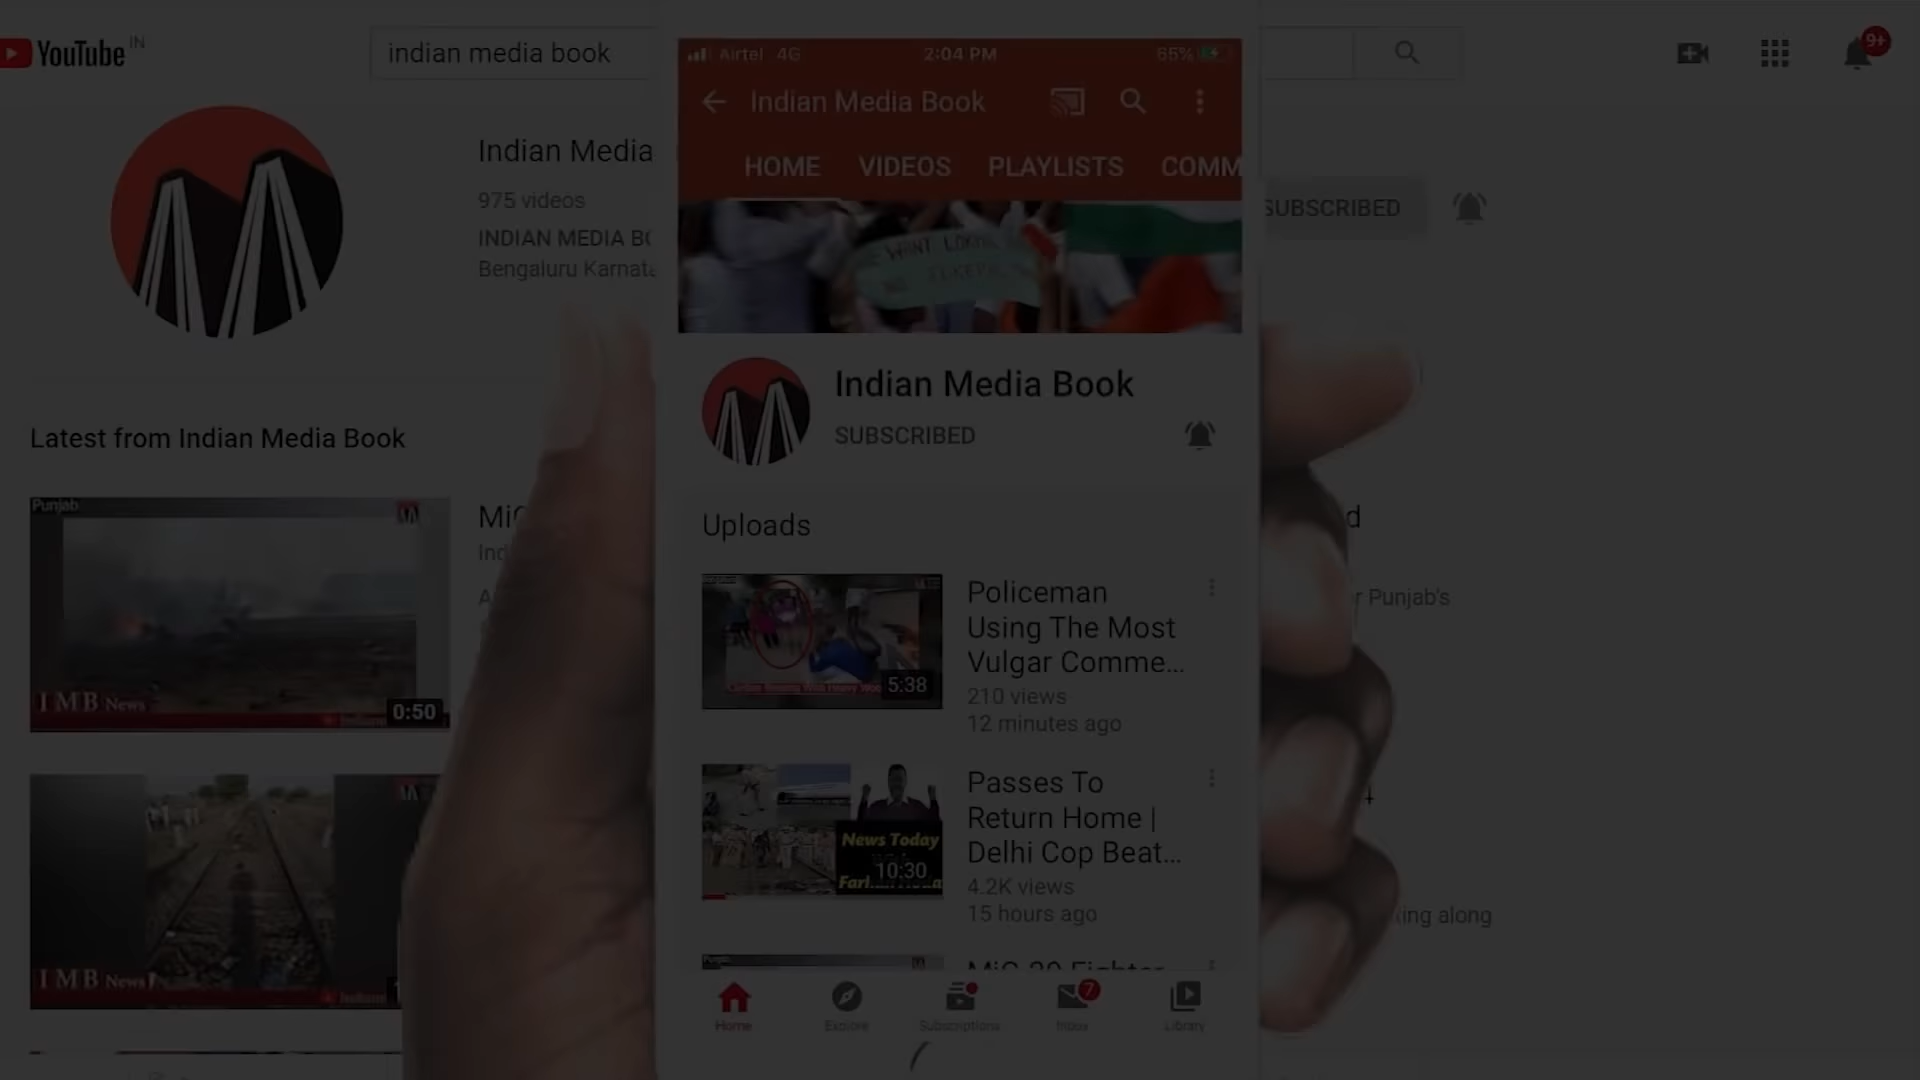 YouTube IN
indian media book
9+
Indian Media
975 videos
INDIAN MEDIA
Bengaluru
SUBSCRIBED
Latest from Indian Media Book
Punjab
IMB News
0:50
Punjab's
IMB News
ing along
Airtel 4G
2:04 PM
65%
Indian Media Book
HOME
VIDEOS
PLAYLISTS
COMM
WANT
Indian Media Book
SUBSCRIBED
Uploads
5:38
Policeman
Using The Most
Vulgar Comme...
210 views
12 minutes ago
News Today
10:30
Passes To
Return Home |
Delhi Cop Beat...
4.2K views
15 hours ago
Home
Explore
Subscriptions
7
Inbox
Library